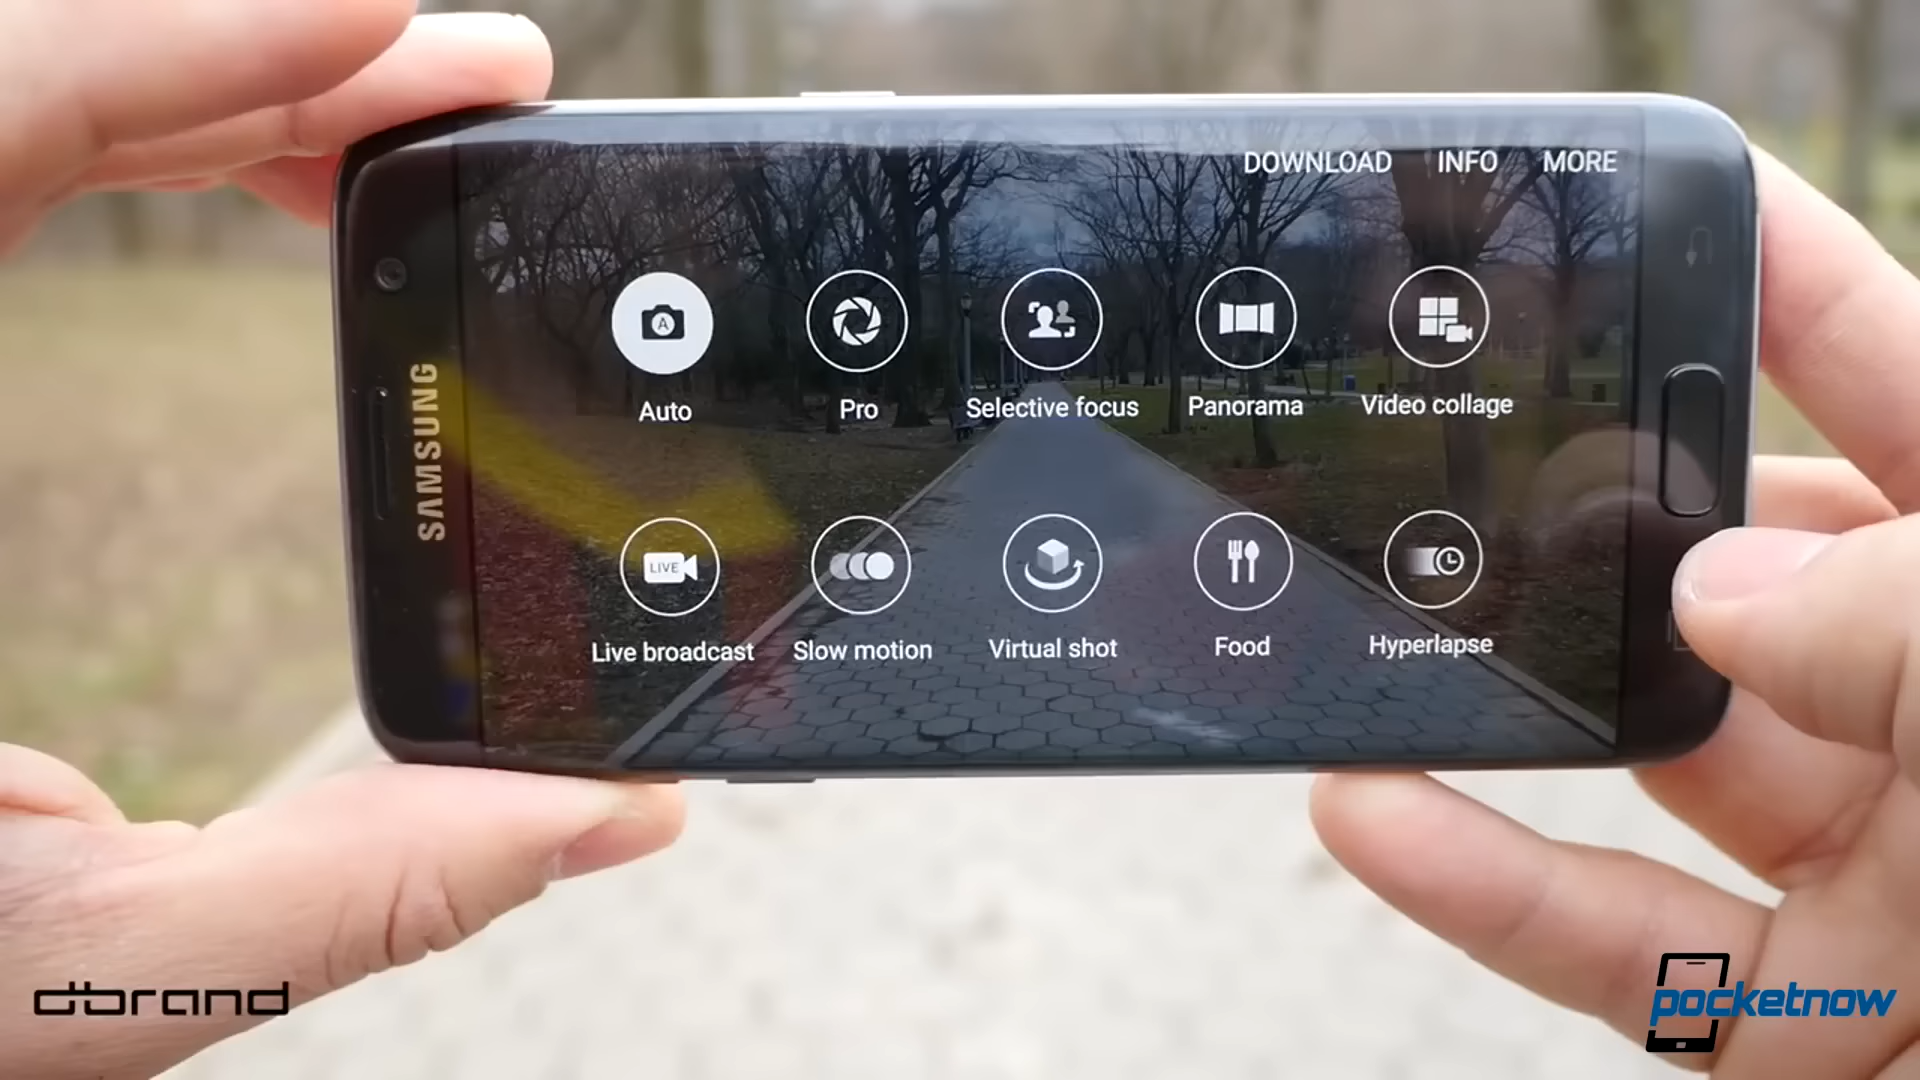 DOWNLOAD INFO MORE
A
Auto Pro Selective focus Panorama Video collage
SAMSUNG
LIVE
Live broadcast Slow motion Virtual shot Food Hyperlapse
dbrand
pocketnow